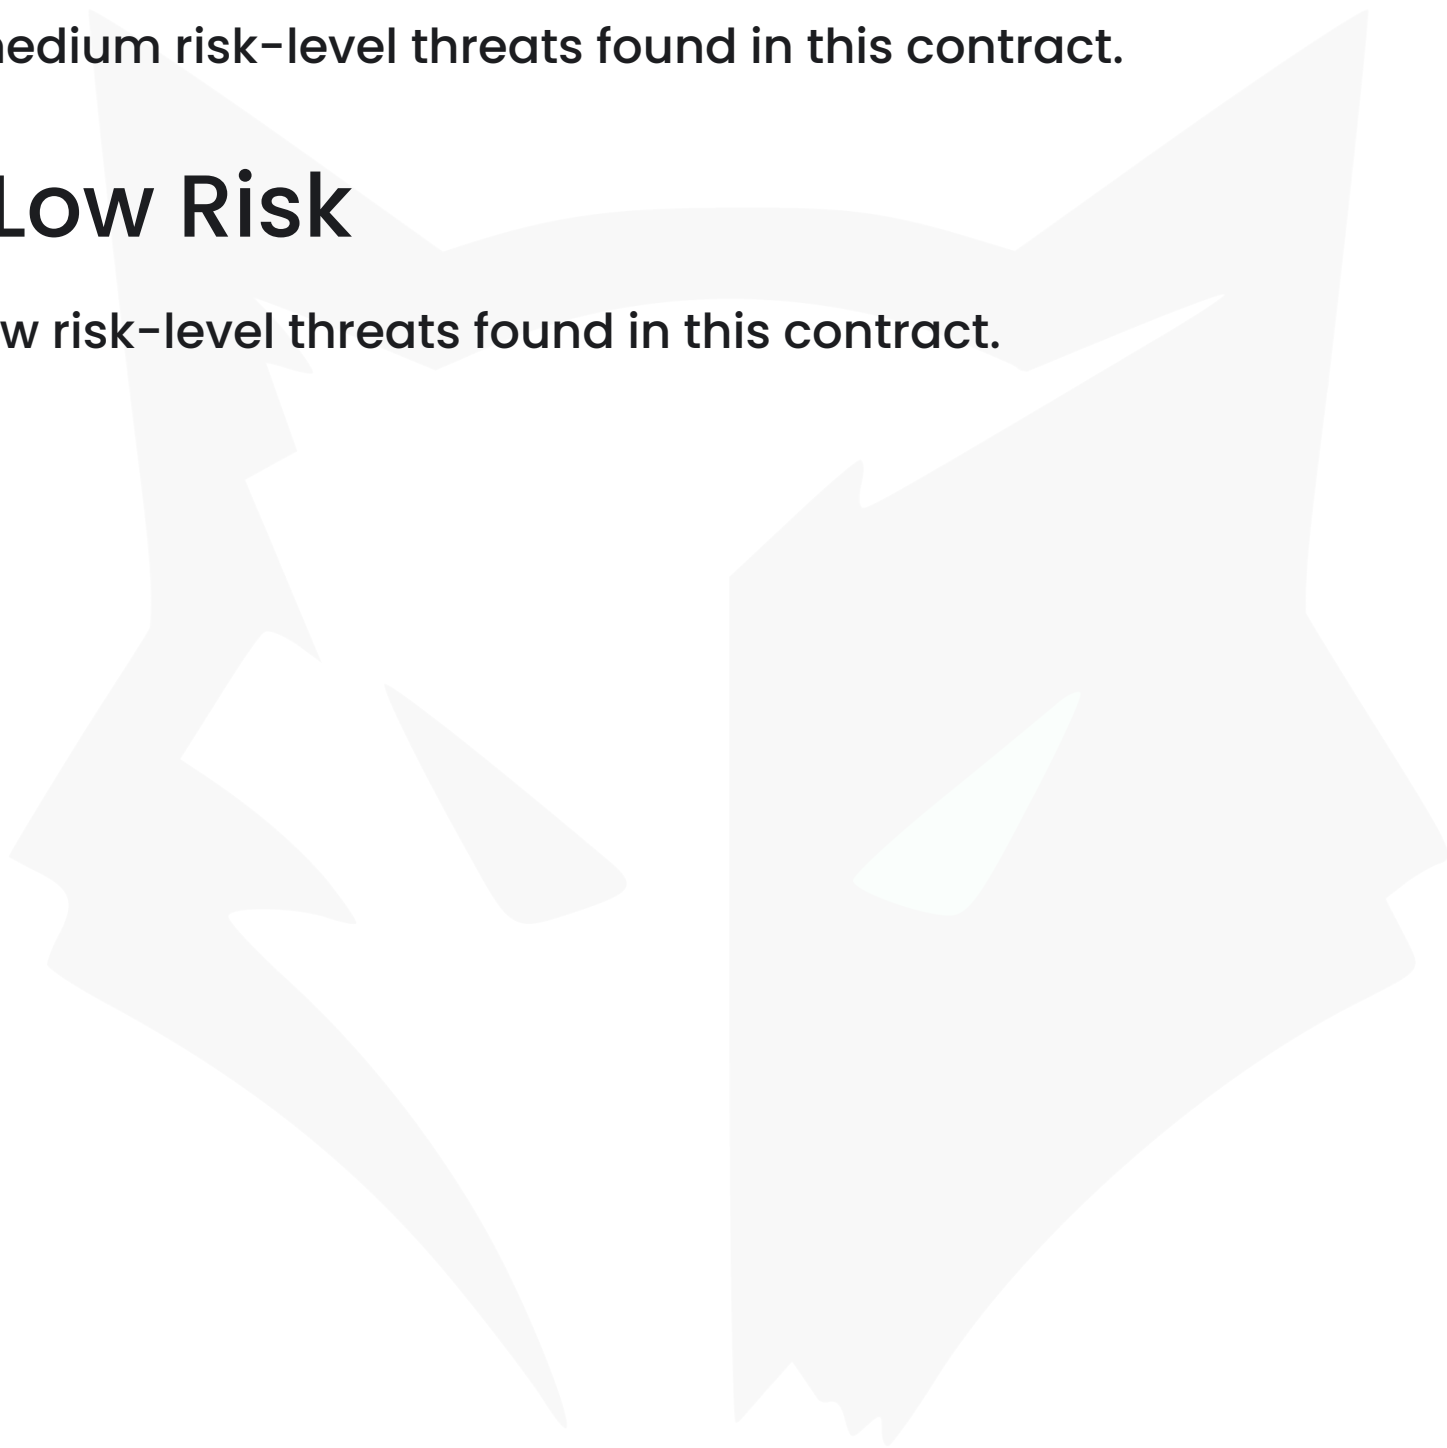 edium risk-level threats found in this contract.
Low Risk
w risk-level threats found in this contract.